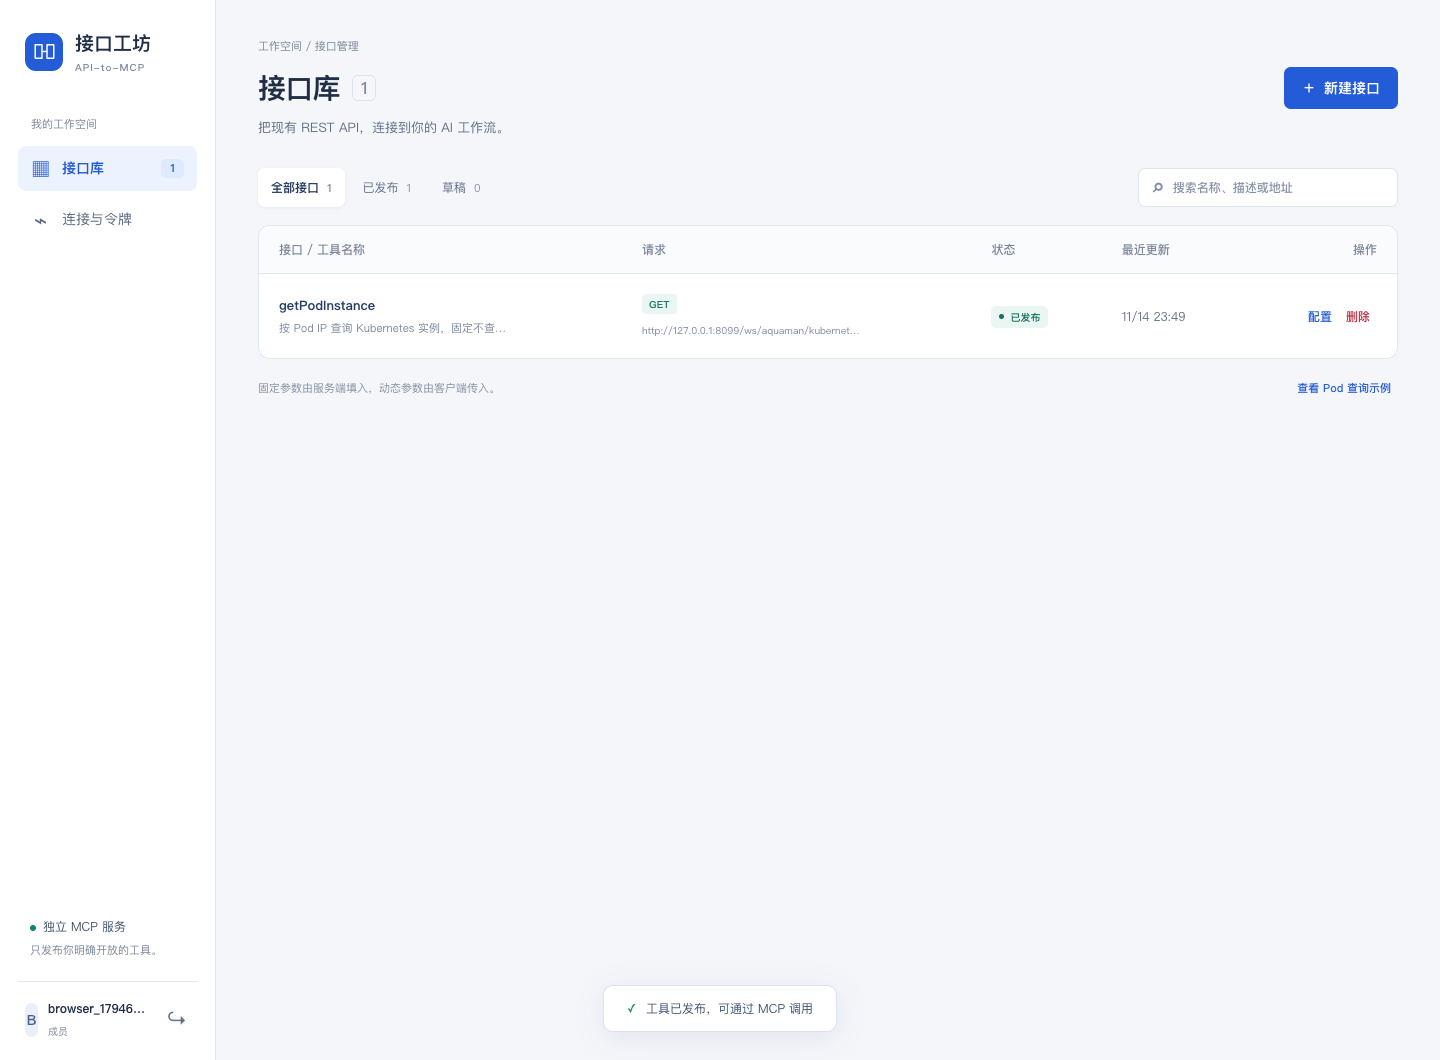 接口工坊
API-to-MCP
我的工作空间
接口库 1
连接与令牌
独立 MCP 服务
只发布你明确开放的工具。
B
browser_17946...
成员
工作空间 / 接口管理
接口库 1
把现有 REST API，连接到你的 AI 工作流。
+ 新建接口
全部接口 1 已发布 1 草稿 0
搜索名称、描述或地址
接口 / 工具名称 请求 状态 最近更新 操作
getPodInstance
按 Pod IP 查询 Kubernetes 实例，固定不查...
GET
http://127.0.0.1:8099/ws/aquaman/kubernet...
已发布
11/14 23:49
配置 删除
固定参数由服务端填入，动态参数由客户端传入。
查看 Pod 查询示例
✓ 工具已发布，可通过 MCP 调用